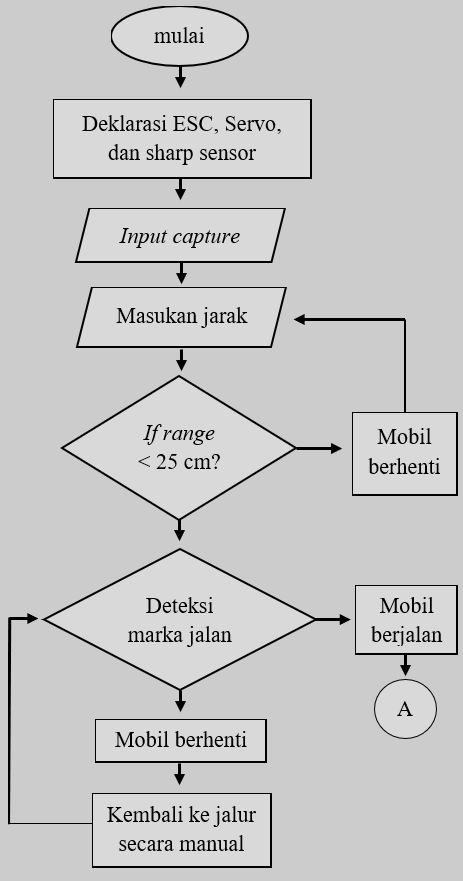 mulai
Deklarasi ESC, Servo,
dan sharp sensor
Input capture
Masukan jarak
If range
< 25 cm?
Mobil
berhenti
Deteksi
marka jalan
Mobil
berjalan
A
Mobil berhenti
Kembali ke jalur
secara manual